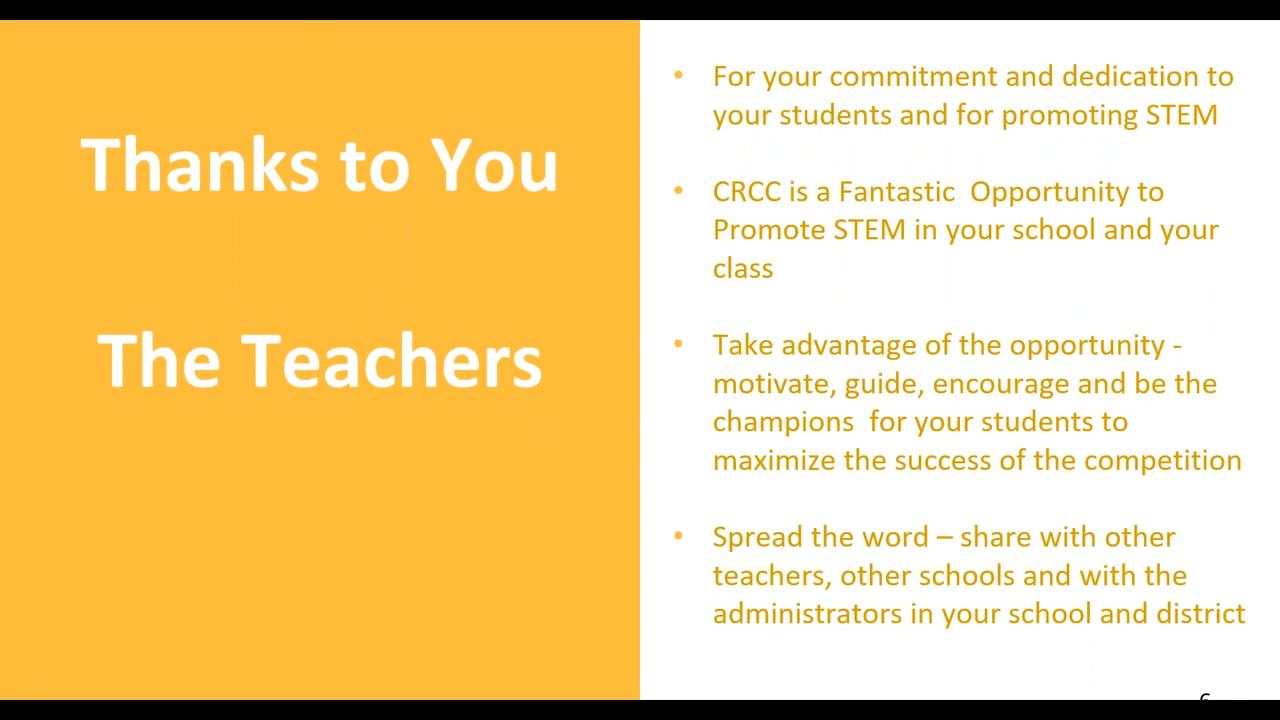 Thanks to You
The Teachers
• For your commitment and dedication to
your students and for promoting STEM
• CRCC is a Fantastic  Opportunity to
Promote STEM in your school and your
class
• Take advantage of the opportunity -
motivate, guide, encourage and be the
champions  for your students to
maximize the success of the competition
• Spread the word – share with other
teachers, other schools and with the
administrators in your school and district